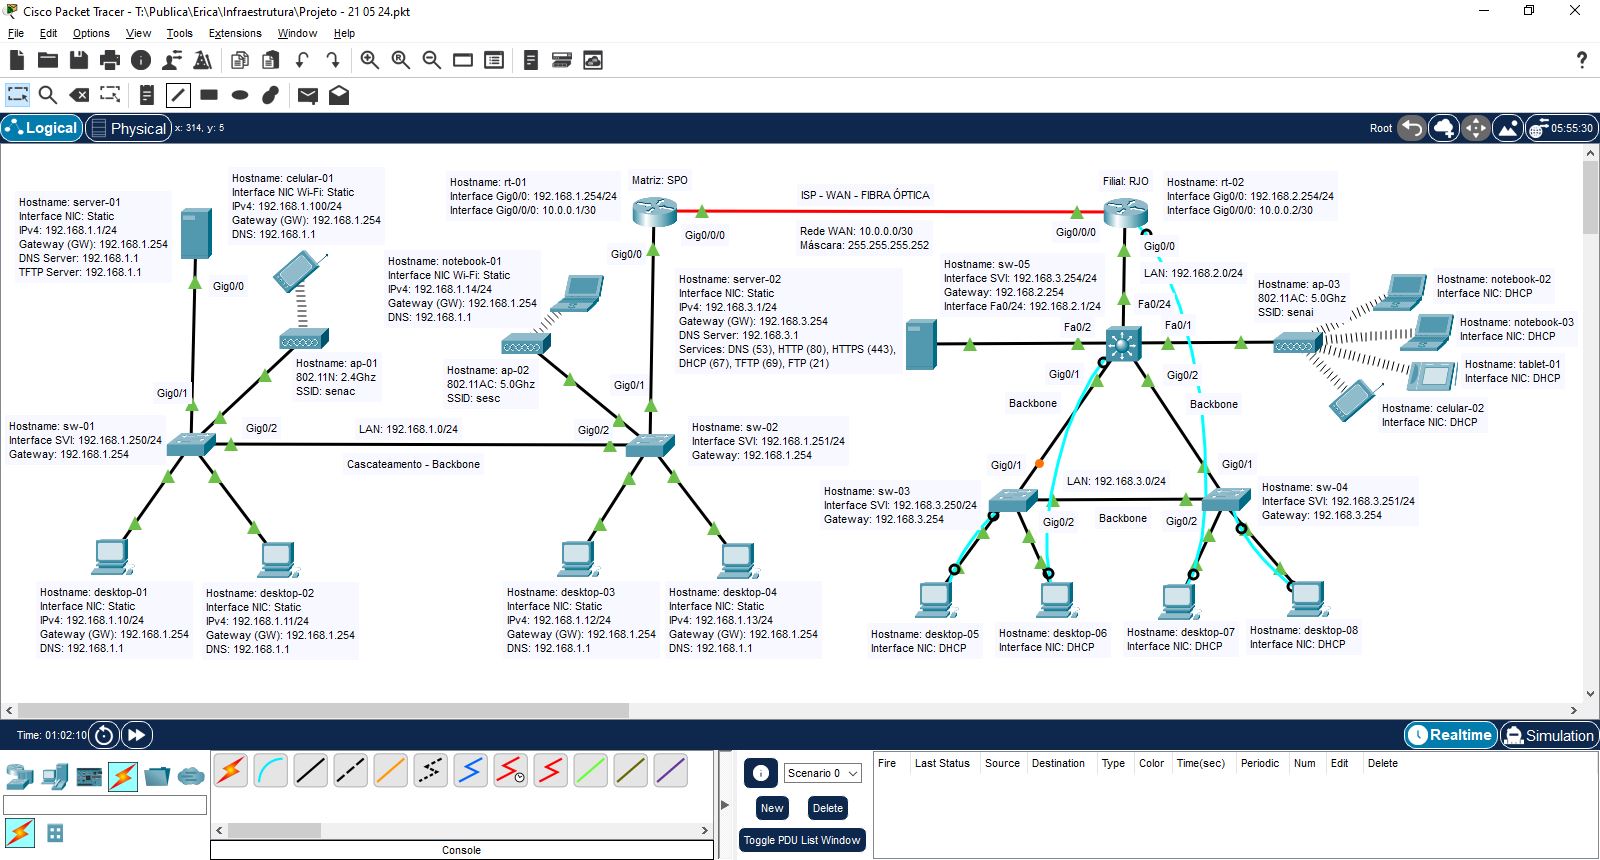 Cisco Packet Tracer - T:\Publica\Erica\Infraestrutura\Projeto - 21 05 24.pkt
File Edit Options View Tools Extensions Window Help
Logical Physical x: 314, y: 5
Root 05:55:30
Hostname: server-01
Interface NIC: Static
IPv4: 192.168.1.1/24
Gateway (GW): 192.168.1.254
DNS Server: 192.168.1.1
TFTP Server: 192.168.1.1
Hostname: celular-01
Interface NIC Wi-Fi: Static
IPv4: 192.168.1.100/24
Gateway (GW): 192.168.1.254
DNS: 192.168.1.1
Hostname: rt-01
Interface Gig0/0: 192.168.1.254/24
Interface Gig0/0/0: 10.0.0.1/30
Matriz: SPO
ISP - WAN - FIBRA ÓPTICA
Filial: RJO
Hostname: rt-02
Interface Gig0/0: 192.168.2.254/24
Interface Gig0/0/0: 10.0.0.2/30
Gig0/0/0
Rede WAN: 10.0.0.0/30
Máscara: 255.255.255.252
Gig0/0/0
Gig0/0
Gig0/0
Gig0/0
Hostname: notebook-01
Interface NIC Wi-Fi: Static
IPv4: 192.168.1.14/24
Gateway (GW): 192.168.1.254
DNS: 192.168.1.1
Hostname: server-02
Interface NIC: Static
IPv4: 192.168.3.1/24
Gateway (GW): 192.168.3.254
DNS Server: 192.168.3.1
Services: DNS (53), HTTP (80), HTTPS (443),
DHCP (67), TFTP (69), FTP (21)
Hostname: sw-05
Interface SVI: 192.168.3.254/24
Gateway: 192.168.2.254
Interface Fa0/24: 192.168.2.1/24
LAN: 192.168.2.0/24
Fa0/24
Fa0/2
Fa0/1
Hostname: ap-03
802.11AC: 5.0Ghz
SSID: senai
Hostname: notebook-02
Interface NIC: DHCP
Hostname: notebook-03
Interface NIC: DHCP
Hostname: tablet-01
Interface NIC: DHCP
Hostname: celular-02
Interface NIC: DHCP
Hostname: ap-01
802.11N: 2.4Ghz
SSID: senac
Hostname: ap-02
802.11AC: 5.0Ghz
SSID: sesc
Gig0/1
Gig0/1
Gig0/1
Gig0/2
Backbone
Backbone
Hostname: sw-01
Interface SVI: 192.168.1.250/24
Gateway: 192.168.1.254
Gig0/2
LAN: 192.168.1.0/24
Cascateamento - Backbone
Gig0/2
Hostname: sw-02
Interface SVI: 192.168.1.251/24
Gateway: 192.168.1.254
Gig0/1
Gig0/1
Hostname: sw-03
Interface SVI: 192.168.3.250/24
Gateway: 192.168.3.254
LAN: 192.168.3.0/24
Gig0/2
Backbone
Gig0/2
Hostname: sw-04
Interface SVI: 192.168.3.251/24
Gateway: 192.168.3.254
Hostname: desktop-01
Interface NIC: Static
IPv4: 192.168.1.10/24
Gateway (GW): 192.168.1.254
DNS: 192.168.1.1
Hostname: desktop-02
Interface NIC: Static
IPv4: 192.168.1.11/24
Gateway (GW): 192.168.1.254
DNS: 192.168.1.1
Hostname: desktop-03
Interface NIC: Static
IPv4: 192.168.1.12/24
Gateway (GW): 192.168.1.254
DNS: 192.168.1.1
Hostname: desktop-04
Interface NIC: Static
IPv4: 192.168.1.13/24
Gateway (GW): 192.168.1.254
DNS: 192.168.1.1
Hostname: desktop-05
Interface NIC: DHCP
Hostname: desktop-06
Interface NIC: DHCP
Hostname: desktop-07
Interface NIC: DHCP
Hostname: desktop-08
Interface NIC: DHCP
Time: 01:02:10
Realtime Simulation
Scenario 0
New Delete
Toggle PDU List Window
Fire Last Status Source Destination Type Color Time(sec) Periodic Num Edit Delete
Console